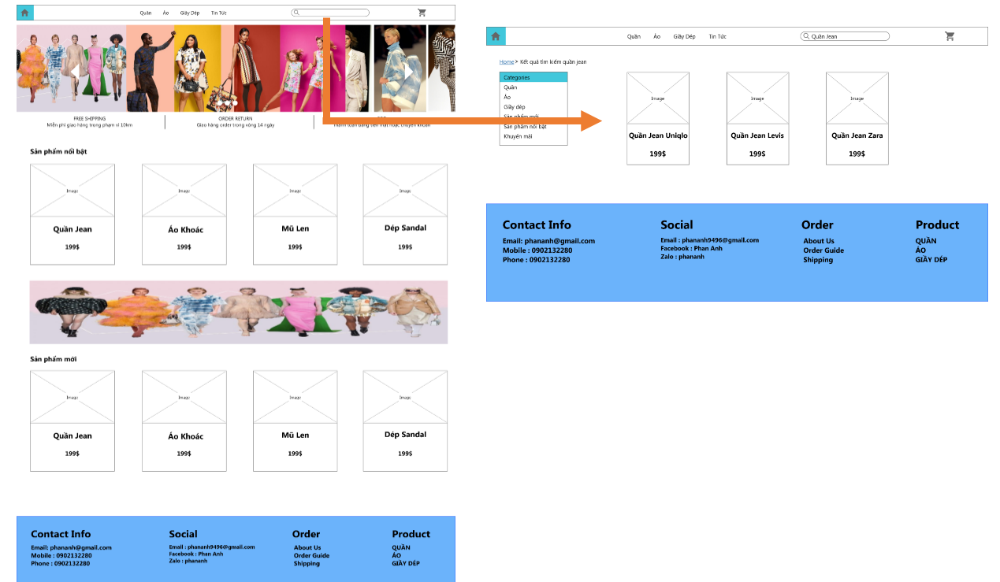 Quần Áo Giầy Dép Tin Tức
FREE SHIPPING
Miễn phí giao hàng trong phạm vi 10km
ORDER RETURN
Giao hàng order trong vòng 14 ngày
Thanh toán bằng tiền mặt hoặc chuyển khoản
Sản phẩm nổi bật
Image Image Image Image
Quần Jean Áo Khoác Mũ Len Dép Sandal
199$ 199$ 199$ 199$
Sản phẩm mới
Image Image Image Image
Quần Jean Áo Khoác Mũ Len Dép Sandal
199$ 199$ 199$ 199$
Contact Info
Email: phananh@gmail.com
Mobile : 0902132280
Phone : 0902132280
Social
Email : phananh9496@gmail.com
Facebook : Phan Anh
Zalo : phananh
Order
About Us
Order Guide
Shipping
Product
QUẦN
ÁO
GIẦY DÉP
Quần Áo Giầy Dép Tin Tức Quần Jean
Home > Kết quả tìm kiếm quần jean
Categories
Quần
Áo
Giầy dép
Sản phẩm mới
Sản phẩm nổi bật
Khuyến mãi
Image Image Image
Quần Jean Uniqlo Quần Jean Levis Quần Jean Zara
199$ 199$ 199$
Contact Info
Email: phananh@gmail.com
Mobile : 0902132280
Phone : 0902132280
Social
Email : phananh9496@gmail.com
Facebook : Phan Anh
Zalo : phananh
Order
About Us
Order Guide
Shipping
Product
QUẦN
ÁO
GIẦY DÉP